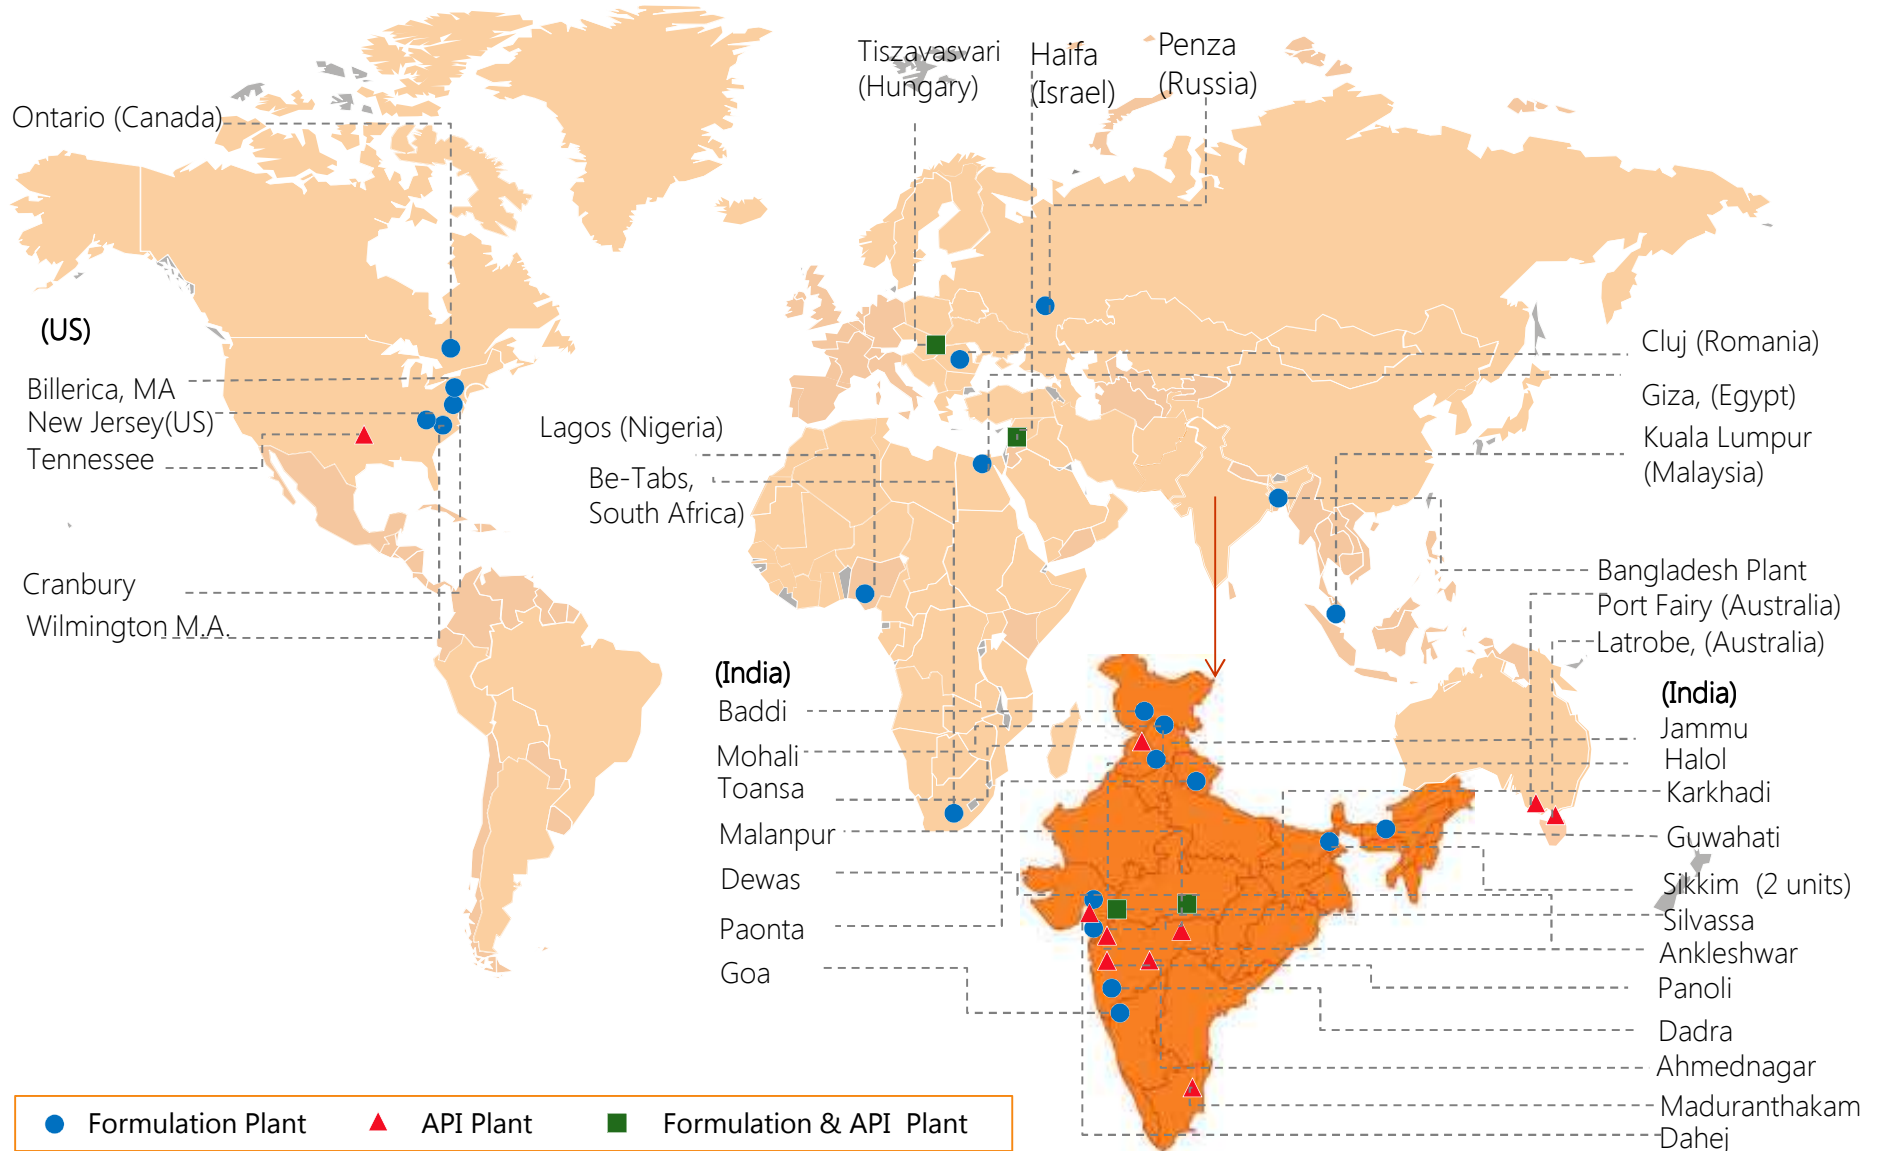 Tiszavasvari
(Hungary)
Haifa
(Israel)
Penza
(Russia)
Ontario (Canada)
(US)
Billerica, MA
New Jersey(US)
Tennessee
Cranbury
Wilmington M.A.
Lagos (Nigeria)
Be-Tabs,
South Africa)
Cluj (Romania)
Giza, (Egypt)
Kuala Lumpur
(Malaysia)
Bangladesh Plant
Port Fairy (Australia)
Latrobe, (Australia)
(India)
Baddi
Mohali
Toansa
Malanpur
Dewas
Paonta
Goa
(India)
Jammu
Halol
Karkhadi
Guwahati
Sikkim (2 units)
Silvassa
Ankleshwar
Panoli
Dadra
Ahmednagar
Maduranthakam
Dahej
Formulation Plant
API Plant
Formulation & API Plant